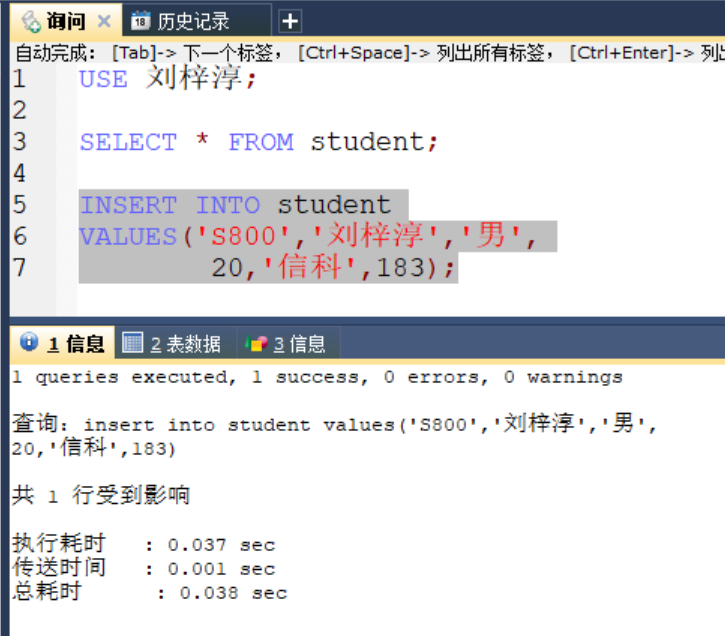 询问 × 18 历史记录 +
自动完成： [Tab]-> 下一个标签， [Ctrl+Space]-> 列出所有标签， [Ctrl+Enter]-> 列出
1 USE 刘梓淳;
2
3 SELECT * FROM student;
4
5 INSERT INTO student
6 VALUES('S800','刘梓淳','男',
7 20,'信科',183);
1 信息 2 表数据 3 信息
1 queries executed, 1 success, 0 errors, 0 warnings
查询: insert into student values('S800','刘梓淳','男',
20,'信科',183)
共 1 行受到影响
执行耗时 : 0.037 sec
传送时间 : 0.001 sec
总耗时 : 0.038 sec